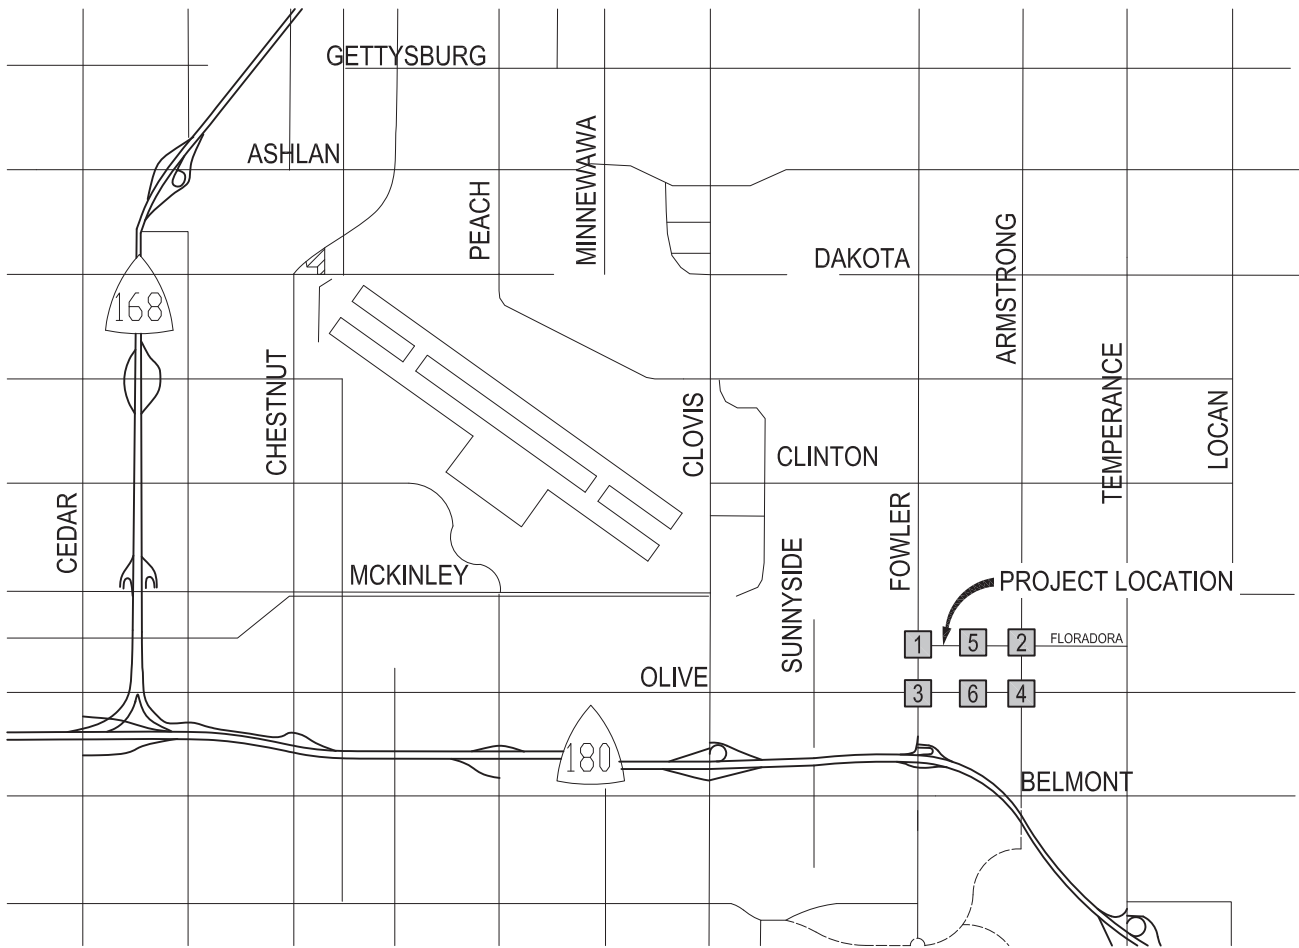 GETTYSBURG
ASHLAN
MINNEWAWA
PEACH
ARMSTRONG
DAKOTA
168
CHESTNUT
TEMPERANCE
CLOVIS
LOCAN
CLINTON
CEDAR
FOWLER
SUNNYSIDE
MCKINLEY
PROJECT LOCATION
1
5
2
FLORADORA
OLIVE
3
6
4
180
BELMONT